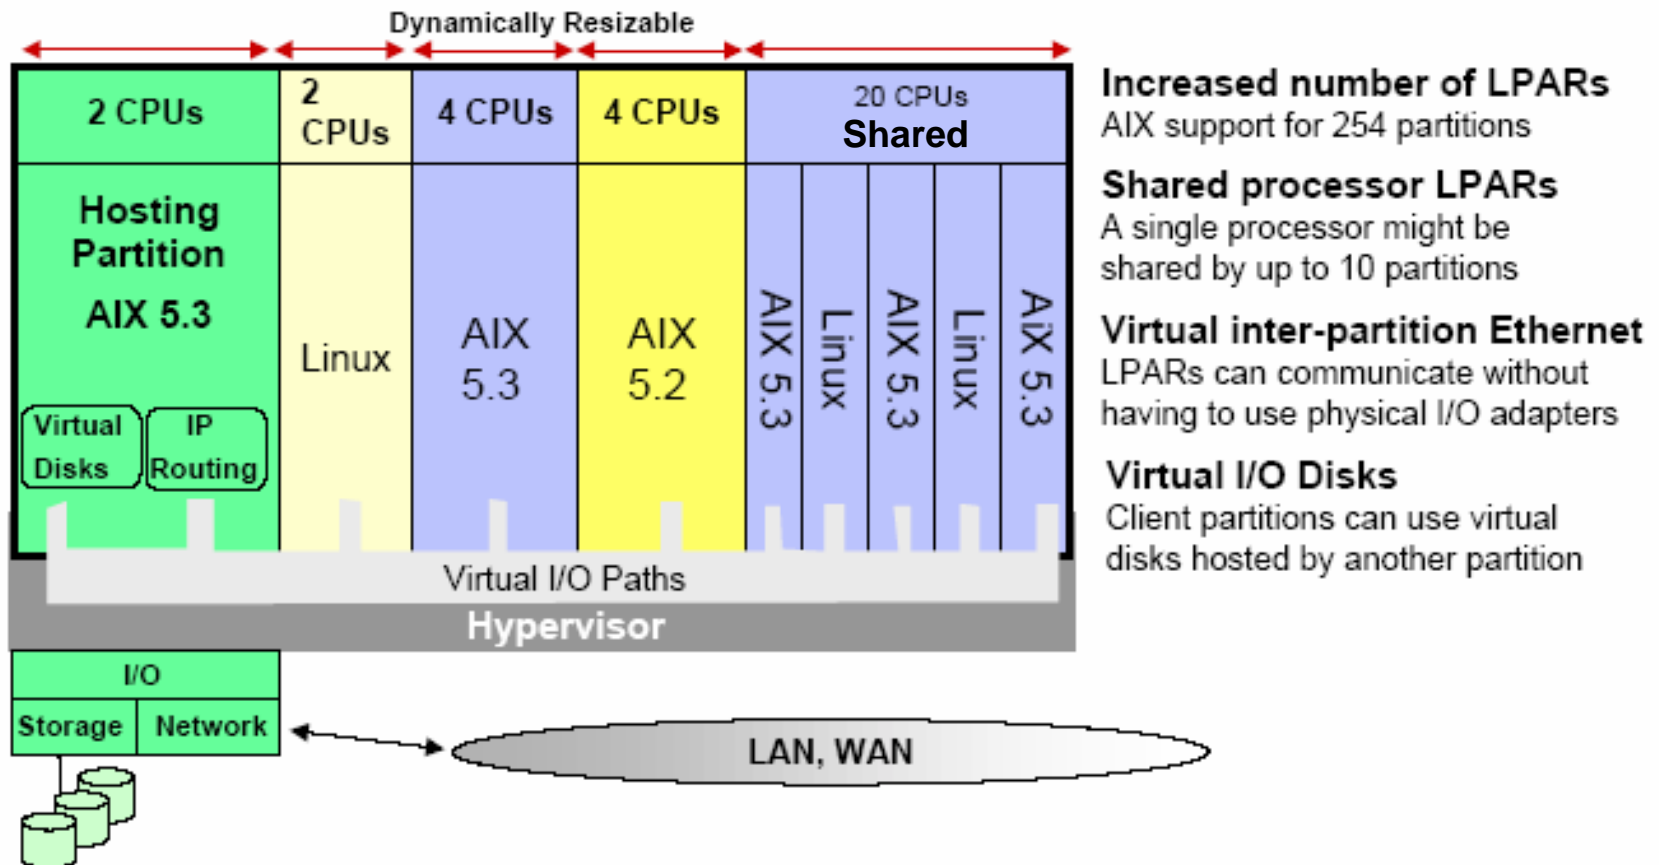 Dynamically Resizable
2 CPUs
2
CPUs
4 CPUs
4 CPUs
20 CPUs
Shared
Hosting
Partition
AIX 5.3
Virtual
Disks
IP
Routing
Linux
AIX
5.3
AIX
5.2
AIX 5.3
Linux
AIX 5.3
Linux
AiX 5.3
Virtual I/O Paths
Hypervisor
I/O
Storage
Network
LAN, WAN
Increased number of LPARs
AIX support for 254 partitions
Shared processor LPARs
A single processor might be
shared by up to 10 partitions
Virtual inter-partition Ethernet
LPARs can communicate without
having to use physical I/O adapters
Virtual I/O Disks
Client partitions can use virtual
disks hosted by another partition